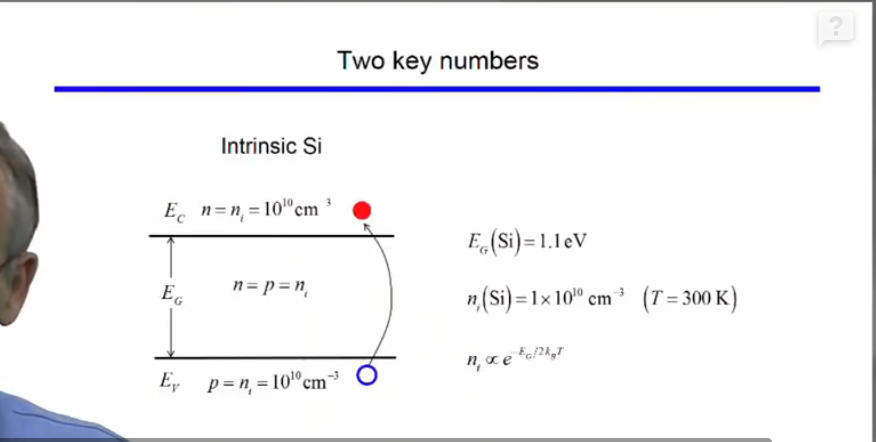 ?
Two key numbers
Intrinsic Si
E_C n = n_i = 10^10 cm 3
E_G(Si) = 1.1 eV
E_G n = p = n_i
n_i(Si) = 1 × 10^10 cm^-3 (T = 300 K)
n_i ∝ e^-E_G/2k_BT
E_V p = n_i = 10^10 cm^-3